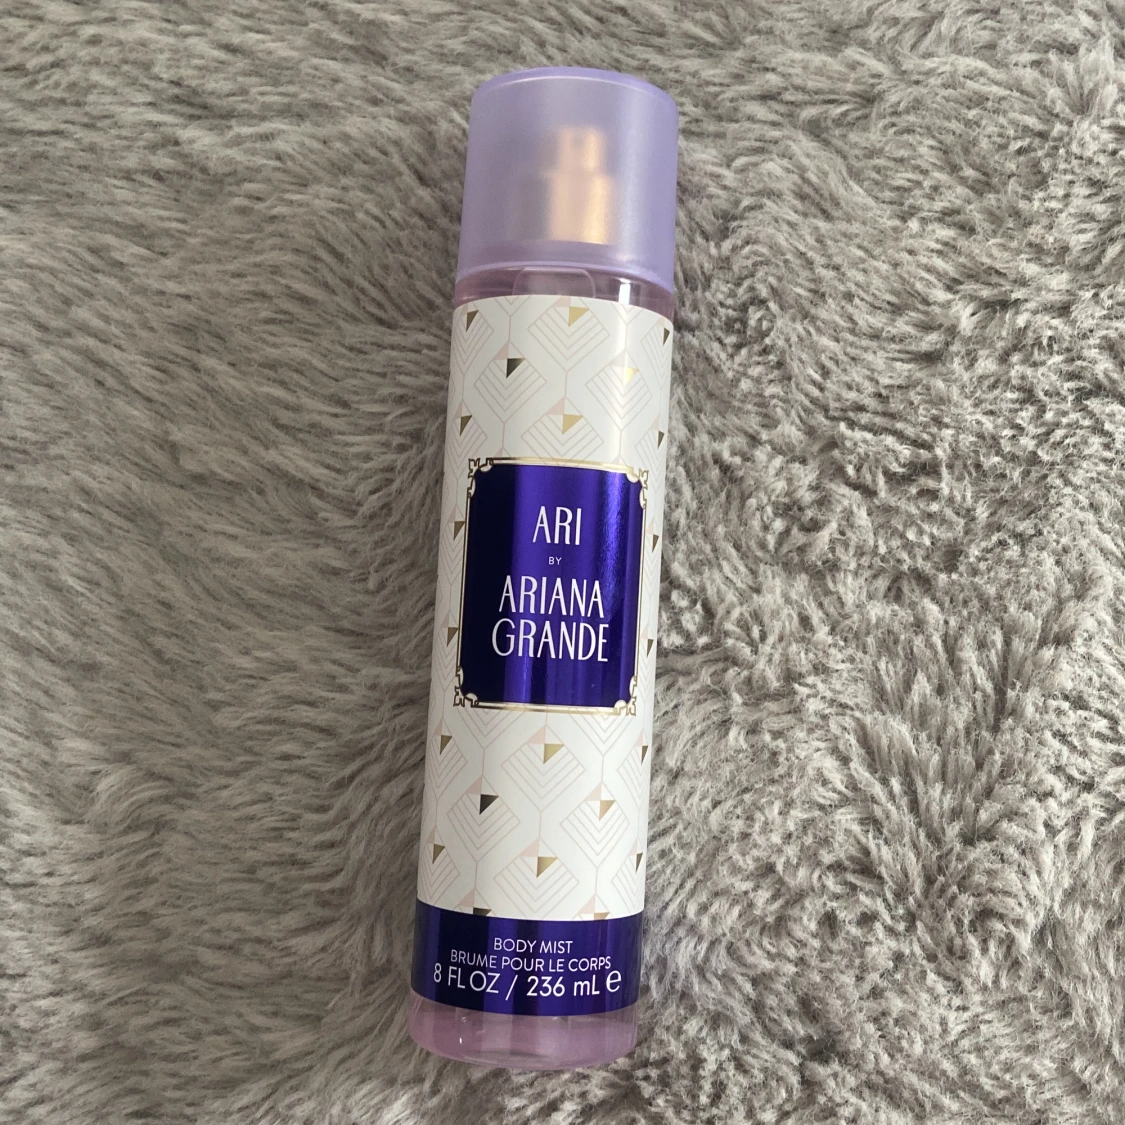 ARI
BY
ARIANA
GRANDE
BODY MIST
BRUME POUR LE CORPS
8 FL OZ / 236 mL e